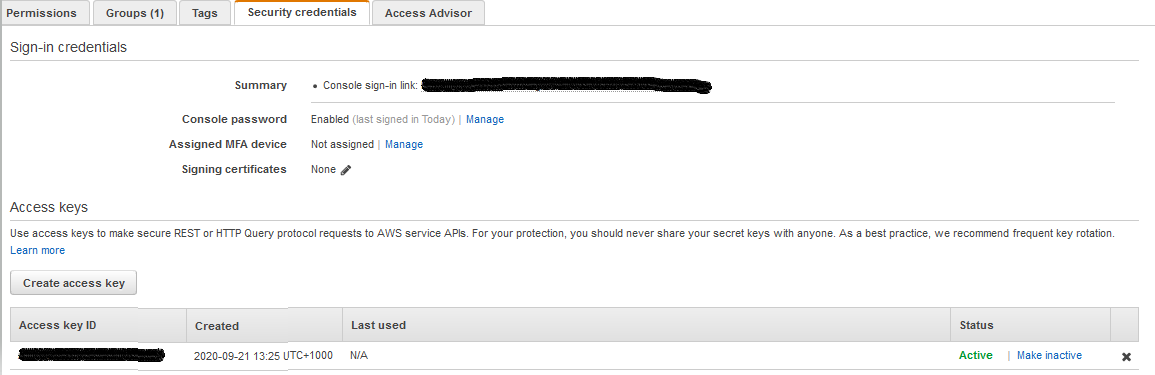 Permissions Groups (1) Tags Security credentials Access Advisor
Sign-in credentials
Summary • Console sign-in link:
Console password Enabled (last signed in Today) | Manage
Assigned MFA device Not assigned | Manage
Signing certificates None
Access keys
Use access keys to make secure REST or HTTP Query protocol requests to AWS service APIs. For your protection, you should never share your secret keys with anyone. As a best practice, we recommend frequent key rotation.
Learn more
Create access key
Access key ID Created Last used Status
2020-09-21 13:25 UTC+1000 N/A Active | Make inactive